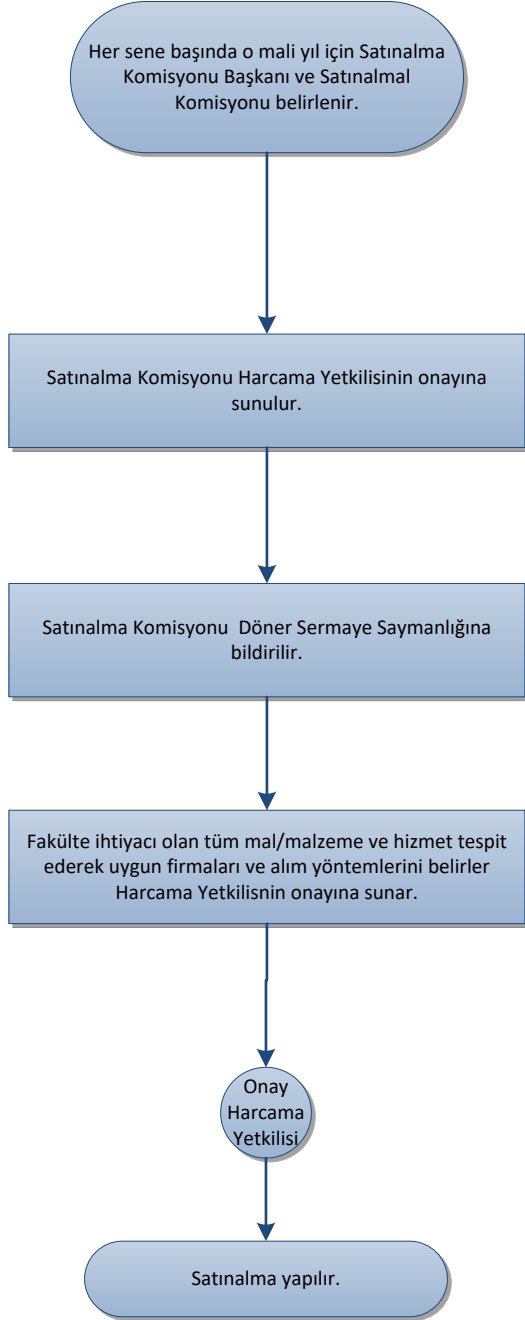 Her sene başında o mali yıl için Satınalma
Komisyonu Başkanı ve Satınalmal
Komisyonu belirlenir.
Satınalma Komisyonu Harcama Yetkilisinin onayına
sunulur.
Satınalma Komisyonu  Döner Sermaye Saymanlığına
bildirilir.
Fakülte ihtiyacı olan tüm mal/malzeme ve hizmet tespit
ederek uygun firmaları ve alım yöntemlerini belirler
Harcama Yetkilisnin onayına sunar.
Onay
Harcama
Yetkilisi
Satınalma yapılır.